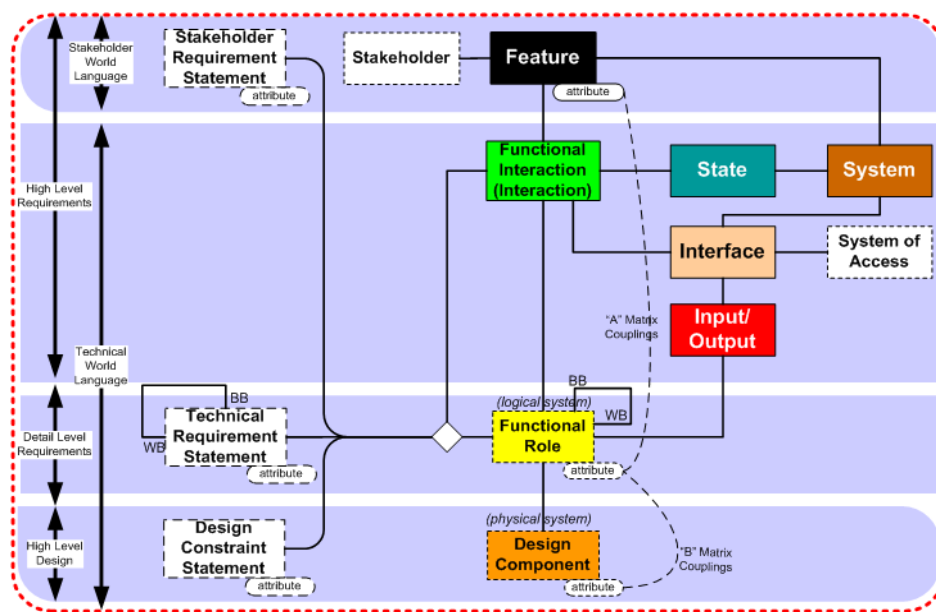 Stakeholder
World
Language
Stakeholder
Requirement
Statement
attribute
Stakeholder
Feature
attribute
High Level
Requirements
Functional
Interaction
(Interaction)
State
System
Interface
System of
Access
Input/
Output
"A" Matrix
Couplings
Technical
World
Language
Detail Level
Requirements
BB
WB
Technical
Requirement
Statement
attribute
(logical system)
BB
WB
Functional
Role
attribute
High Level
Design
Design
Constraint
Statement
attribute
(physical system)
Design
Component
attribute
"B" Matrix
Couplings